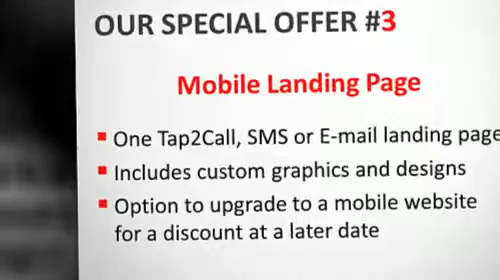 OUR SPECIAL OFFER #3
Mobile Landing Page
One Tap2Call, SMS or E-mail landing page
Includes custom graphics and designs
Option to upgrade to a mobile website
for a discount at a later date